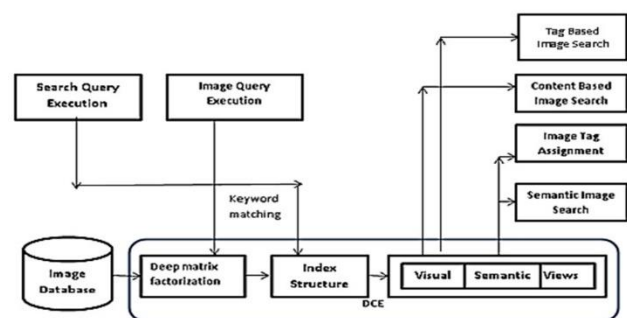 Tag Based
Image Search
Search Query
Execution
Image Query
Execution
Content Based
Image Search
Image Tag
Assignment
Keyword
matching
Semantic Image
Search
Image
Database
Deep matrix
factorization
Index
Structure
Visual
Semantic
Views
DCE